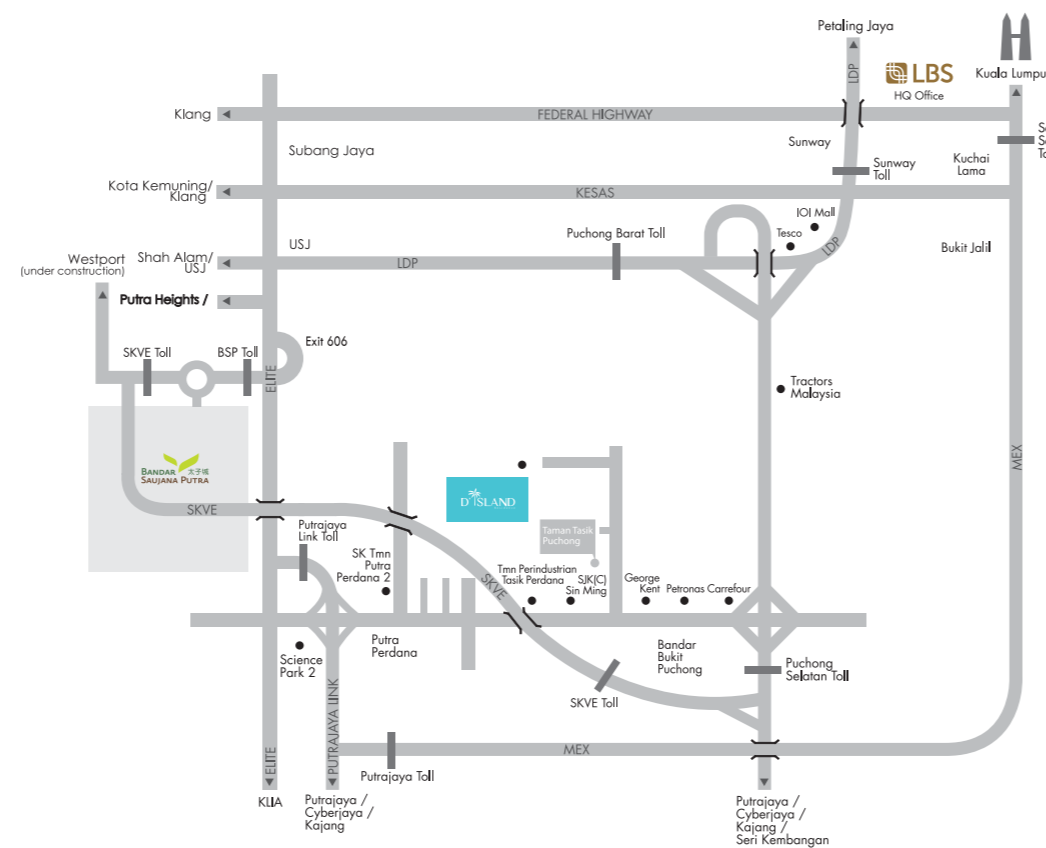 Petaling Jaya
LDP
LBS
HQ Office
Kuala Lumpu
Klang
FEDERAL HIGHWAY
Subang Jaya
Sunway
Sunway
Toll
Kuchai
Lama
Kota Kemuning/
Klang
KESAS
IOI Mall
Tesco
Puchong Barat Toll
USJ
Bukit Jalil
LDP
Westport
(under construction)
Shah Alam/
USJ
LDP
Putra Heights /
SKVE Toll
BSP Toll
Exit 606
ELITE
Tractors
Malaysia
MEX
BANDAR 太子城
SAUJANA PUTRA
D'ISLAND
SKVE
Putrajaya
Link Toll
Taman Tasik
Puchong
SK Tmn
Putra
Perdana 2
SKVE
Tmn Perindustrian
Tasik Perdana
SJK(C)
Sin Ming
George
Kent
Petronas
Carrefour
Science
Park 2
Putra
Perdana
Bandar
Bukit
Puchong
Puchong
Selatan Toll
SKVE Toll
PUTRAJAYA LINK
ELITE
MEX
Putrajaya Toll
KLIA
Putrajaya /
Cyberjaya /
Kajang
Putrajaya /
Cyberjaya /
Kajang /
Seri Kembangan